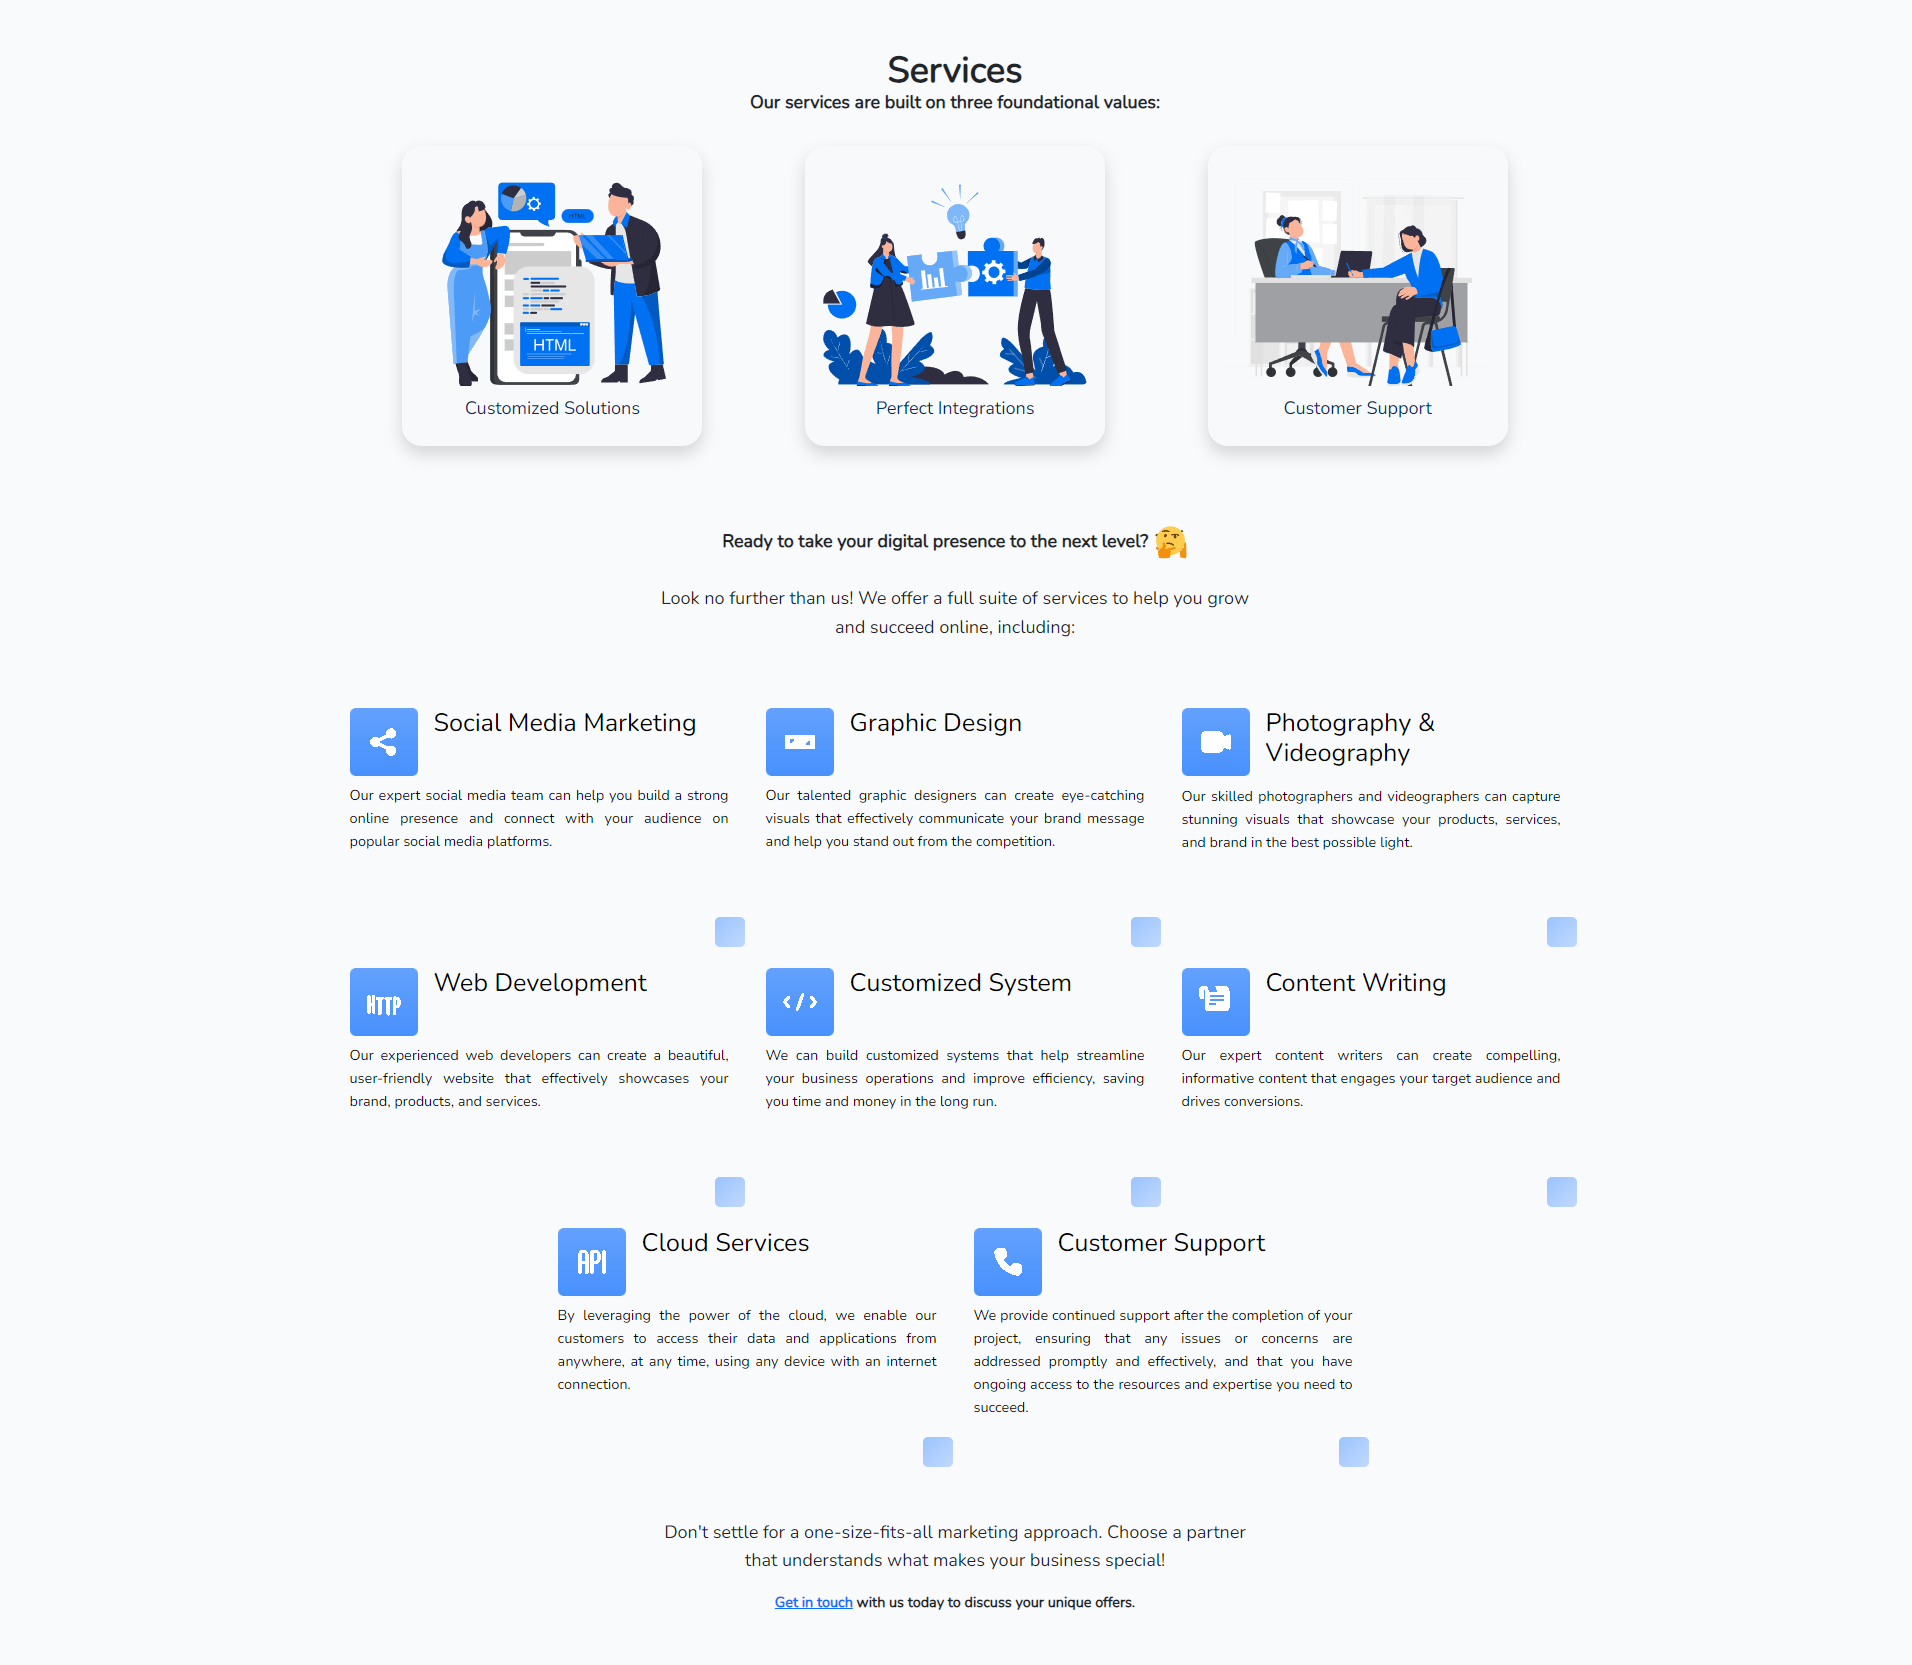 Services
Our services are built on three foundational values:
HTML
HTML
Customized Solutions
Perfect Integrations
Customer Support
Ready to take your digital presence to the next level? 🤔
Look no further than us! We offer a full suite of services to help you grow
and succeed online, including:
Social Media Marketing
Our expert social media team can help you build a strong
online presence and connect with your audience on
popular social media platforms.
Graphic Design
Our talented graphic designers can create eye-catching
visuals that effectively communicate your brand message
and help you stand out from the competition.
Photography &
Videography
Our skilled photographers and videographers can capture
stunning visuals that showcase your products, services,
and brand in the best possible light.
HTTP
Web Development
Our experienced web developers can create a beautiful,
user-friendly website that effectively showcases your
brand, products, and services.
</>
Customized System
We can build customized systems that help streamline
your business operations and improve efficiency, saving
you time and money in the long run.
Content Writing
Our expert content writers can create compelling,
informative content that engages your target audience and
drives conversions.
API
Cloud Services
By leveraging the power of the cloud, we enable our
customers to access their data and applications from
anywhere, at any time, using any device with an internet
connection.
Customer Support
We provide continued support after the completion of your
project, ensuring that any issues or concerns are
addressed promptly and effectively, and that you have
ongoing access to the resources and expertise you need to
succeed.
Don't settle for a one-size-fits-all marketing approach. Choose a partner
that understands what makes your business special!
Get in touch with us today to discuss your unique offers.